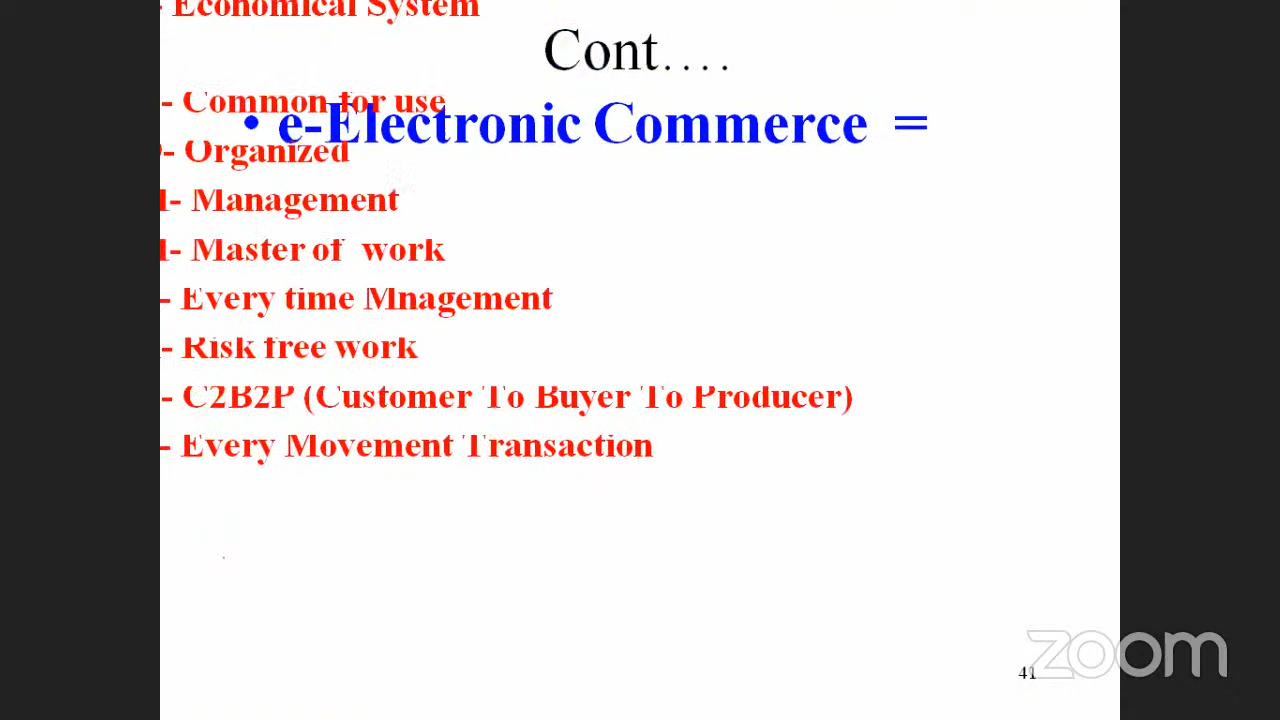 - Economical System
Cont....
- Common for use
• e-Electronic Commerce =
- Organized
- Management
- Master of work
- Every time Mnagement
- Risk free work
- C2B2P (Customer To Buyer To Producer)
- Every Movement Transaction
41
zoom